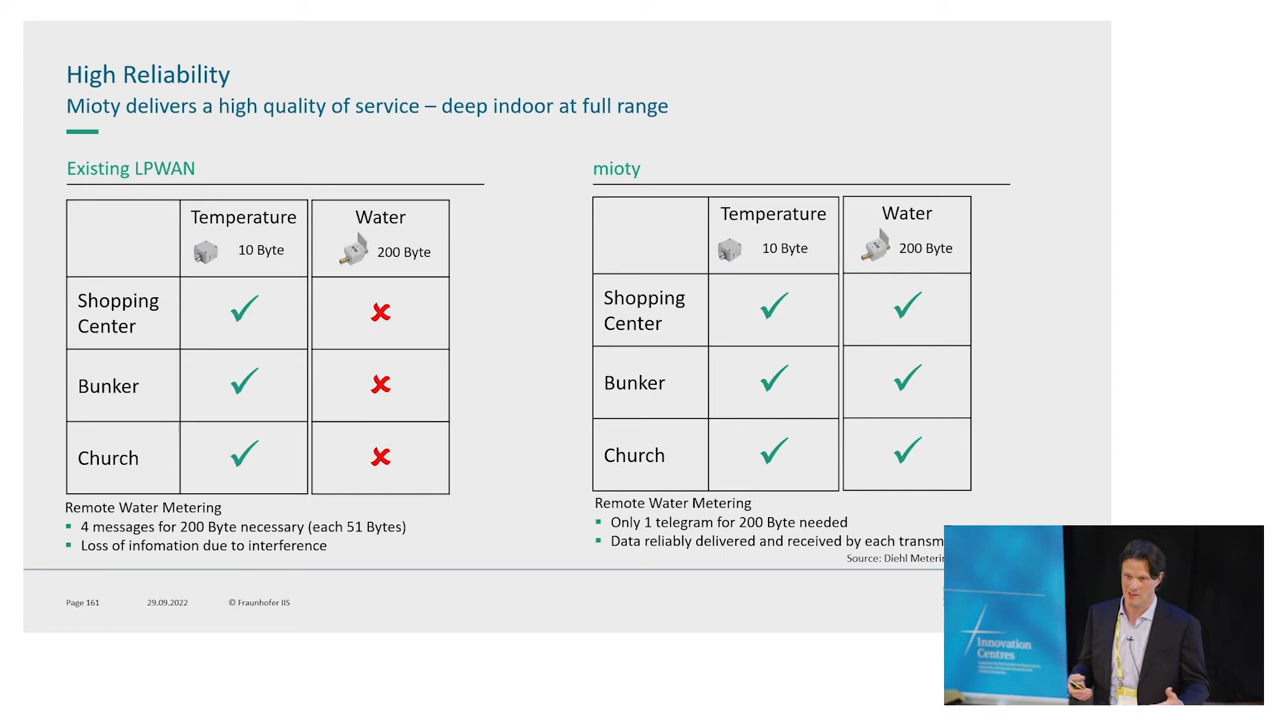 High Reliability
Mioty delivers a high quality of service – deep indoor at full range
Existing LPWAN
Temperature
10 Byte
Water
200 Byte
Shopping
Center
Bunker
Church
Remote Water Metering
4 messages for 200 Byte necessary (each 51 Bytes)
Loss of infomation due to interference
mioty
Temperature
10 Byte
Water
200 Byte
Shopping
Center
Bunker
Church
Remote Water Metering
Only 1 telegram for 200 Byte needed
Data reliably delivered and received by each
Source: Diehl
Page 161
29.09.2022
© Fraunhofer IIS
Innovation
Centres